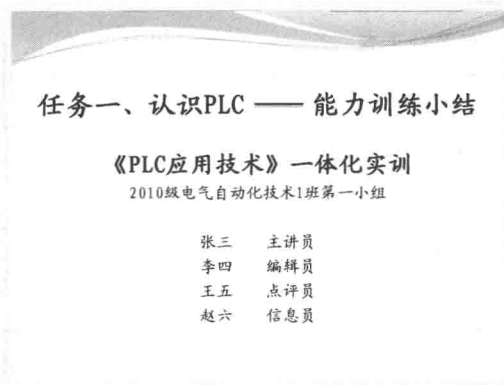 任务一、认识PLC —— 能力训练小结
《PLC应用技术》一体化实训
2010级电气自动化技术1班第一小组
张三 主讲员
李四 编辑员
王五 点评员
赵六 信息员